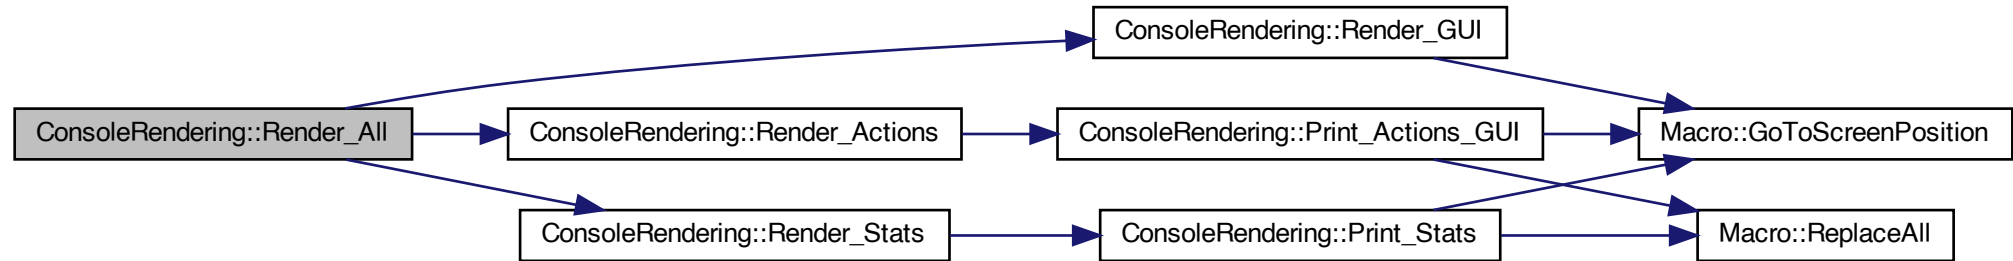 ConsoleRendering::Render_GUI
ConsoleRendering::Render_All
ConsoleRendering::Render_Actions
ConsoleRendering::Print_Actions_GUI
Macro::GoToScreenPosition
ConsoleRendering::Render_Stats
ConsoleRendering::Print_Stats
Macro::ReplaceAll